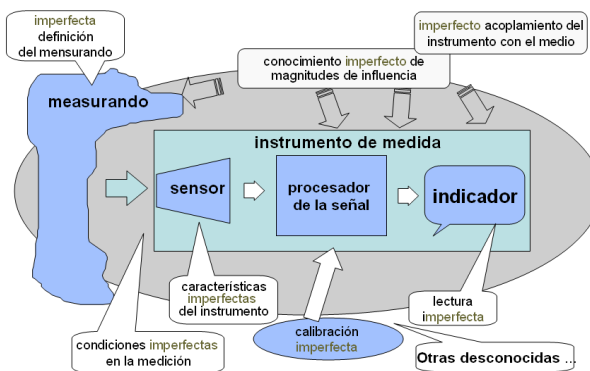 imperfecta
definición
del mensurando
imperfecto acoplamiento del
instrumento con el medio
conocimiento imperfecto de
magnitudes de influencia
measurando
instrumento de medida
sensor
procesador
de la señal
indicador
características
imperfectas
del instrumento
lectura
imperfecta
condiciones imperfectas
en la medición
calibración
imperfecta
Otras desconocidas ...